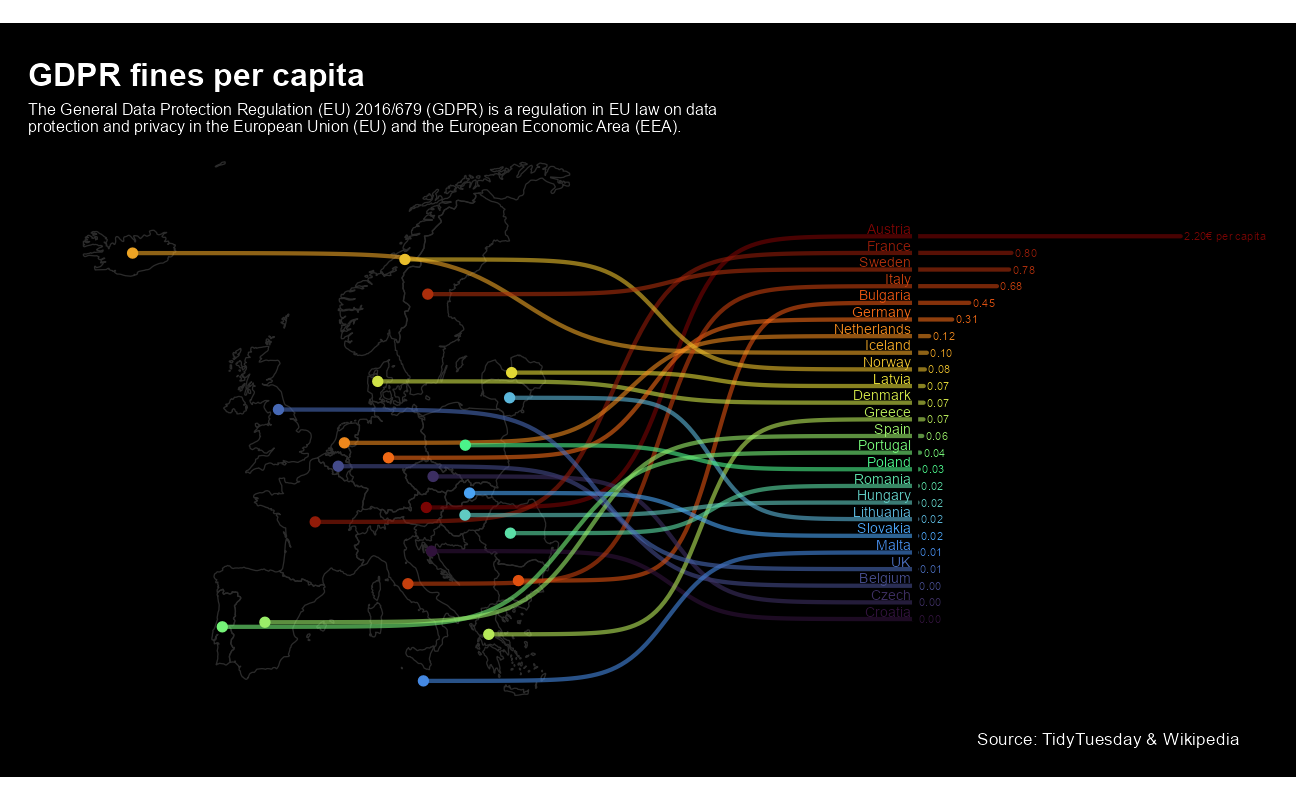 GDPR fines per capita
The General Data Protection Regulation (EU) 2016/679 (GDPR) is a regulation in EU law on data
protection and privacy in the European Union (EU) and the European Economic Area (EEA).
Austria 2.20€ per capita
France 0.80
Sweden 0.78
Italy 0.68
Bulgaria 0.45
Germany 0.31
Netherlands 0.12
Iceland 0.10
Norway 0.08
Latvia 0.07
Denmark 0.07
Greece 0.07
Spain 0.06
Portugal 0.04
Poland 0.03
Romania 0.02
Hungary 0.02
Lithuania 0.02
Slovakia 0.02
Malta 0.01
UK 0.01
Belgium 0.00
Czech 0.00
Croatia 0.00
Source: TidyTuesday & Wikipedia